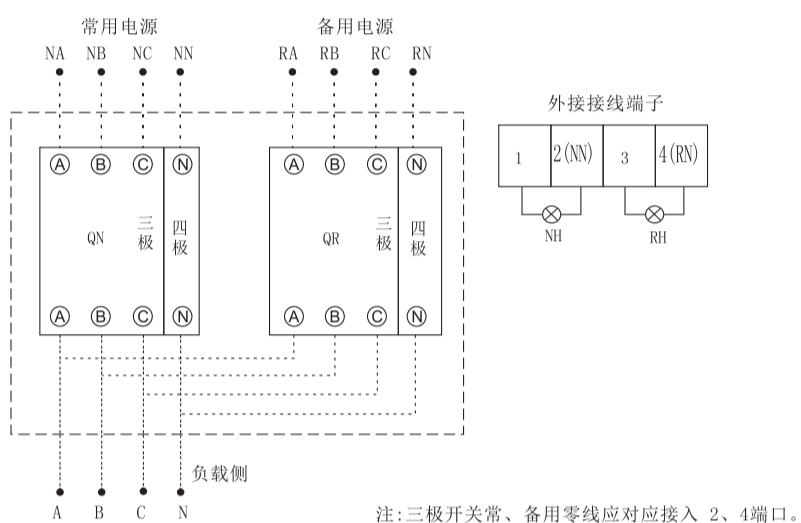 常用电源 备用电源
NA NB NC NN RA RB RC RN
外接接线端子
1 2(NN) 3 4(RN)
A B C N A B C N
QN 三极 四极 QR 三极 四极
NH RH
A B C N A B C N
负载侧
A B C N
注:三极开关常、备用零线应对应接入 2、4端口。